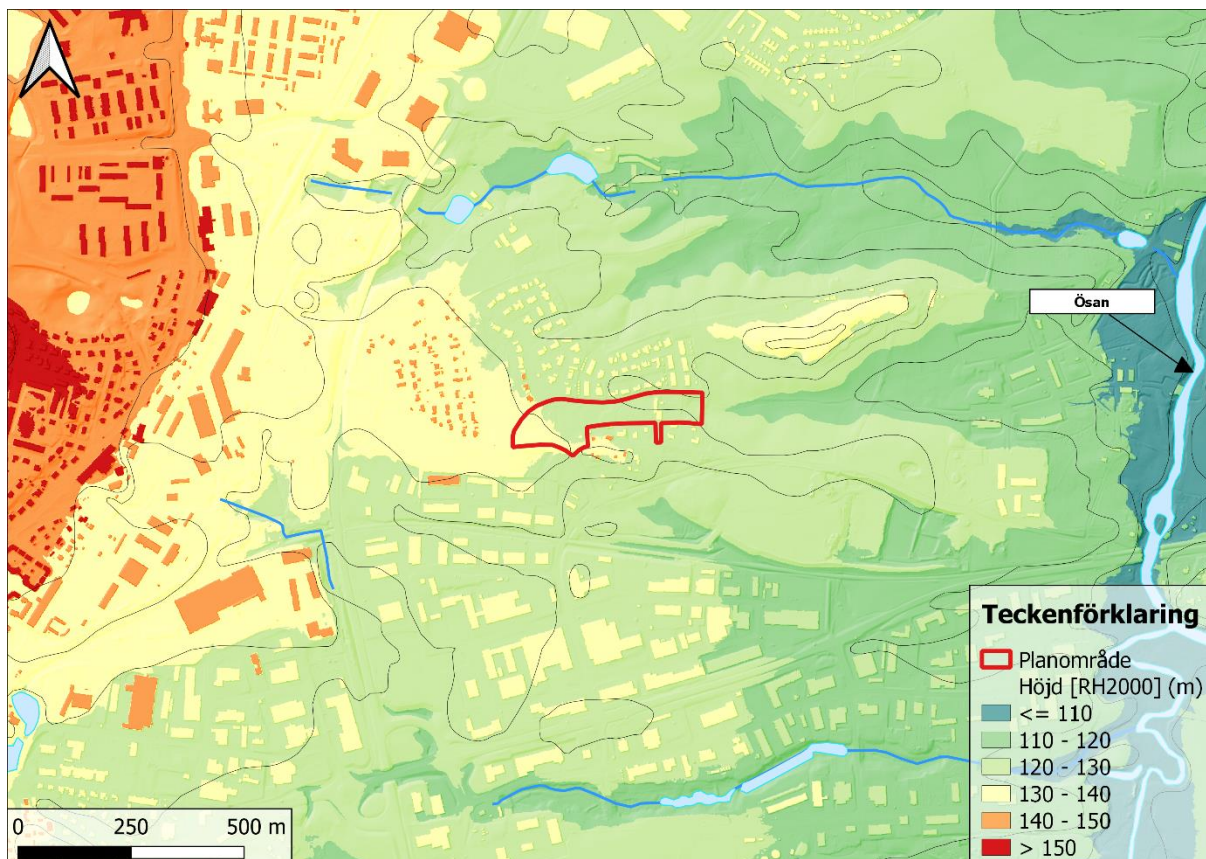 Ösan
Teckenförklaring
Planområde
Höjd [RH2000] (m)
<= 110
110 - 120
120 - 130
130 - 140
140 - 150
> 150
0 250 500 m